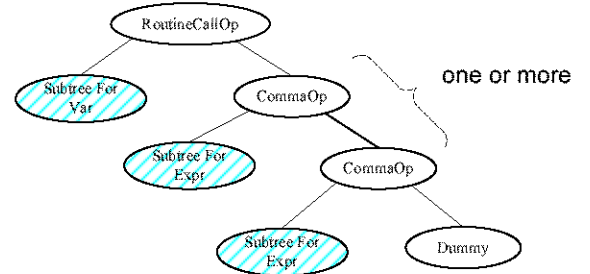 RoutineCallOp
Subtree For
Var
CommaOp
one or more
Subtree For
Expr
CommaOp
Subtree For
Expr
Dummy